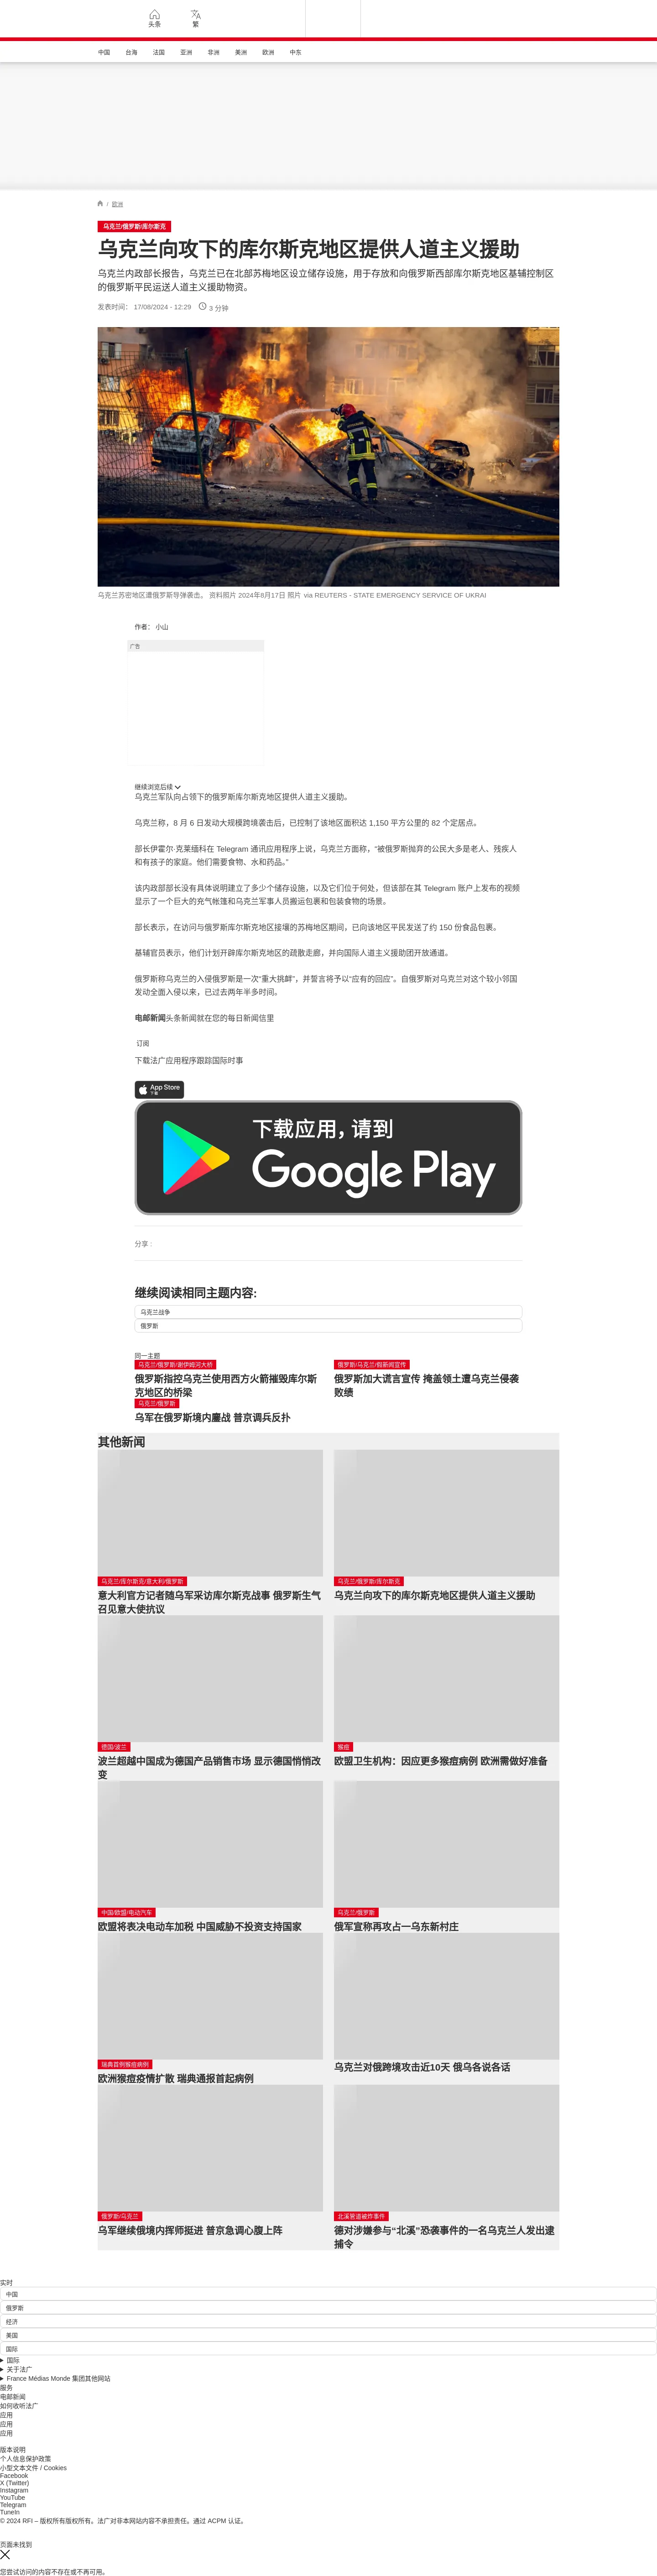 头条
繁
中国
台海
法国
亚洲
非洲
美洲
欧洲
中东
/ 欧洲
乌克兰/俄罗斯/库尔斯克
乌克兰向攻下的库尔斯克地区提供人道主义援助
乌克兰内政部长报告，乌克兰已在北部苏梅地区设立储存设施，用于存放和向俄罗斯西部库尔斯克地区基辅控制区
的俄罗斯平民运送人道主义援助物资。
发表时间： 17/08/2024 - 12:29 3 分钟
乌克兰苏密地区遭俄罗斯导弹袭击。 资料照片 2024年8月17日 照片 via REUTERS - STATE EMERGENCY SERVICE OF UKRAI
作者： 小山
广告
继续浏览后续
乌克兰军队向占领下的俄罗斯库尔斯克地区提供人道主义援助。
乌克兰称，8 月 6 日发动大规模跨境袭击后，已控制了该地区面积达 1,150 平方公里的 82 个定居点。
部长伊霍尔·克莱缅科在 Telegram 通讯应用程序上说，乌克兰方面称，“被俄罗斯抛弃的公民大多是老人、残疾人
和有孩子的家庭。他们需要食物、水和药品。”
该内政部部长没有具体说明建立了多少个储存设施，以及它们位于何处，但该部在其 Telegram 账户上发布的视频
显示了一个巨大的充气帐篷和乌克兰军事人员搬运包裹和包装食物的场景。
部长表示，在访问与俄罗斯库尔斯克地区接壤的苏梅地区期间，已向该地区平民发送了约 150 份食品包裹。
基辅官员表示，他们计划开辟库尔斯克地区的疏散走廊，并向国际人道主义援助团开放通道。
俄罗斯称乌克兰的入侵俄罗斯是一次“重大挑衅”，并誓言将予以“应有的回应”。自俄罗斯对乌克兰对这个较小邻国
发动全面入侵以来，已过去两年半多时间。
电邮新闻头条新闻就在您的每日新闻信里
订阅
下载法广应用程序跟踪国际时事
App Store
下载
下载应用，请到
Google Play
分享 :
继续阅读相同主题内容:
乌克兰战争
俄罗斯
同一主题
乌克兰/俄罗斯/谢伊姆河大桥
俄罗斯指控乌克兰使用西方火箭摧毁库尔斯
克地区的桥梁
俄罗斯/乌克兰/假新闻宣传
俄罗斯加大谎言宣传 掩盖领土遭乌克兰侵袭
败绩
乌克兰/俄罗斯
乌军在俄罗斯境内鏖战 普京调兵反扑
其他新闻
乌克兰/库尔斯克/意大利/俄罗斯
意大利官方记者随乌军采访库尔斯克战事 俄罗斯生气
召见意大使抗议
乌克兰/俄罗斯/库尔斯克
乌克兰向攻下的库尔斯克地区提供人道主义援助
德国/波兰
波兰超越中国成为德国产品销售市场 显示德国悄悄改
变
猴痘
欧盟卫生机构：因应更多猴痘病例 欧洲需做好准备
中国/欧盟/电动汽车
欧盟将表决电动车加税 中国威胁不投资支持国家
乌克兰/俄罗斯
俄军宣称再攻占一乌东新村庄
瑞典首例猴痘病例
欧洲猴痘疫情扩散 瑞典通报首起病例
乌克兰对俄跨境攻击近10天 俄乌各说各话
俄罗斯/乌克兰
乌军继续俄境内挥师挺进 普京急调心腹上阵
北溪管道被炸事件
德对涉嫌参与“北溪”恐袭事件的一名乌克兰人发出逮
捕令
实时
中国
俄罗斯
经济
美国
国际
国际
关于法广
France Médias Monde 集团其他网站
服务
电邮新闻
如何收听法广
应用
应用
应用
版本说明
个人信息保护政策
小型文本文件 / Cookies
Facebook
X (Twitter)
Instagram
YouTube
Telegram
TuneIn
© 2024 RFI – 版权所有版权所有。法广对非本网站内容不承担责任。通过 ACPM 认证。
页面未找到
您尝试访问的内容不存在或不再可用。